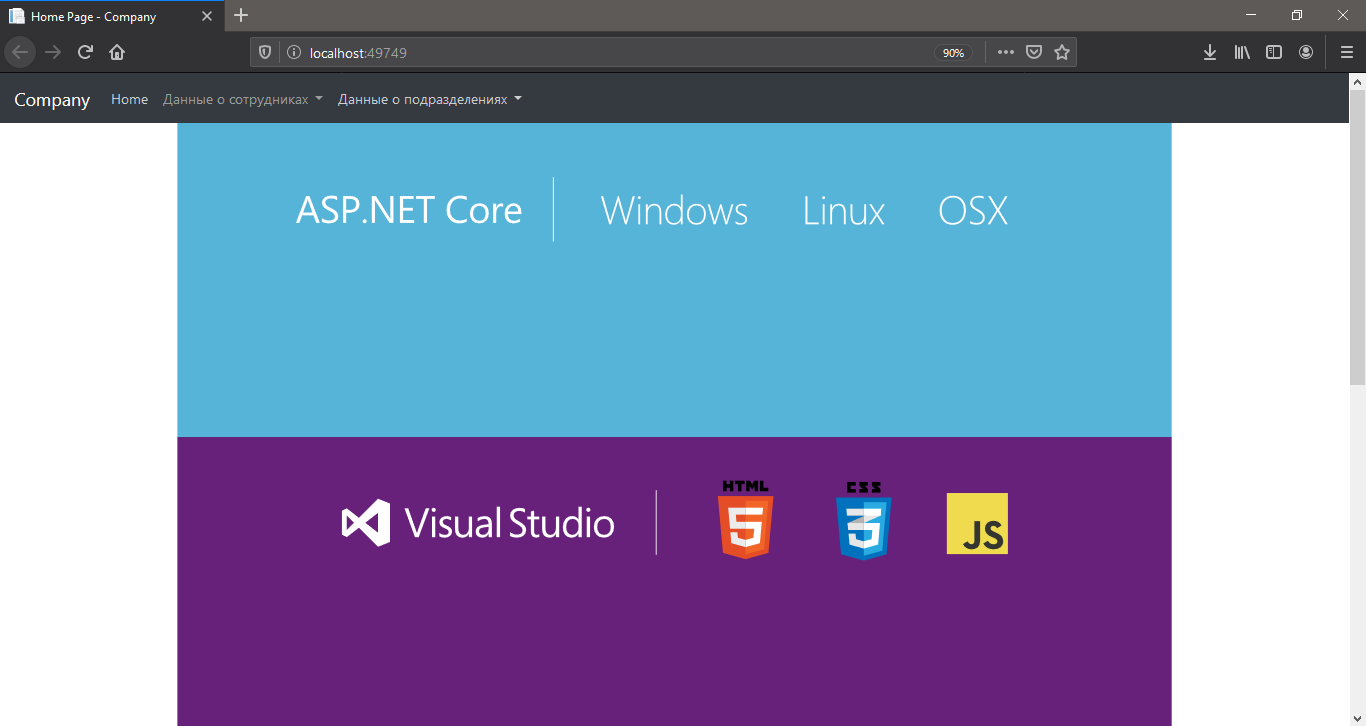 Home Page - Company
localhost:49749
90%
Company Home Данные о сотрудниках Данные о подразделениях
ASP.NET Core Windows Linux OSX
HTML CSS
Visual Studio 5 3 JS